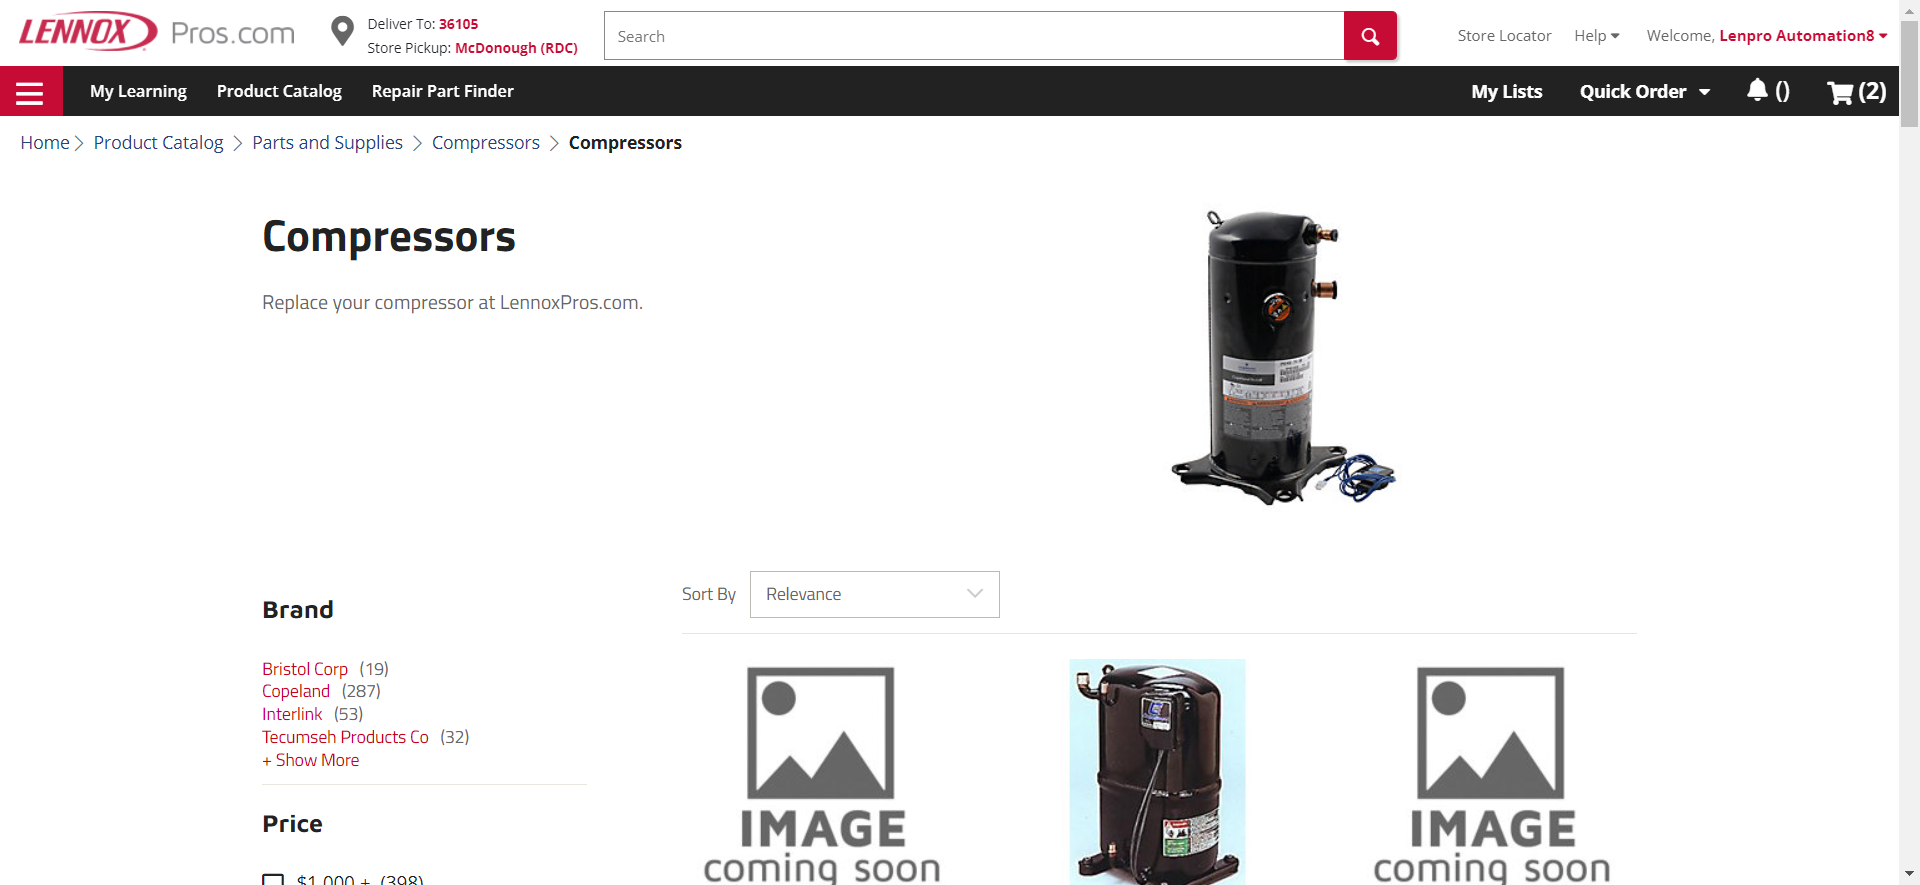 LENNOX Pros.com
Deliver To: 36105
Store Pickup: McDonough (RDC)
Search
Store Locator
Help
Welcome, Lenpro Automation8
My Learning
Product Catalog
Repair Part Finder
My Lists
Quick Order
()
(2)
Home > Product Catalog > Parts and Supplies > Compressors > Compressors
Compressors
Replace your compressor at LennoxPros.com.
Sort By
Relevance
Brand
Bristol Corp (19)
Copeland (287)
Interlink (53)
Tecumseh Products Co (32)
+ Show More
Price
$1,000 + (398)
IMAGE
coming soon
IMAGE
coming soon